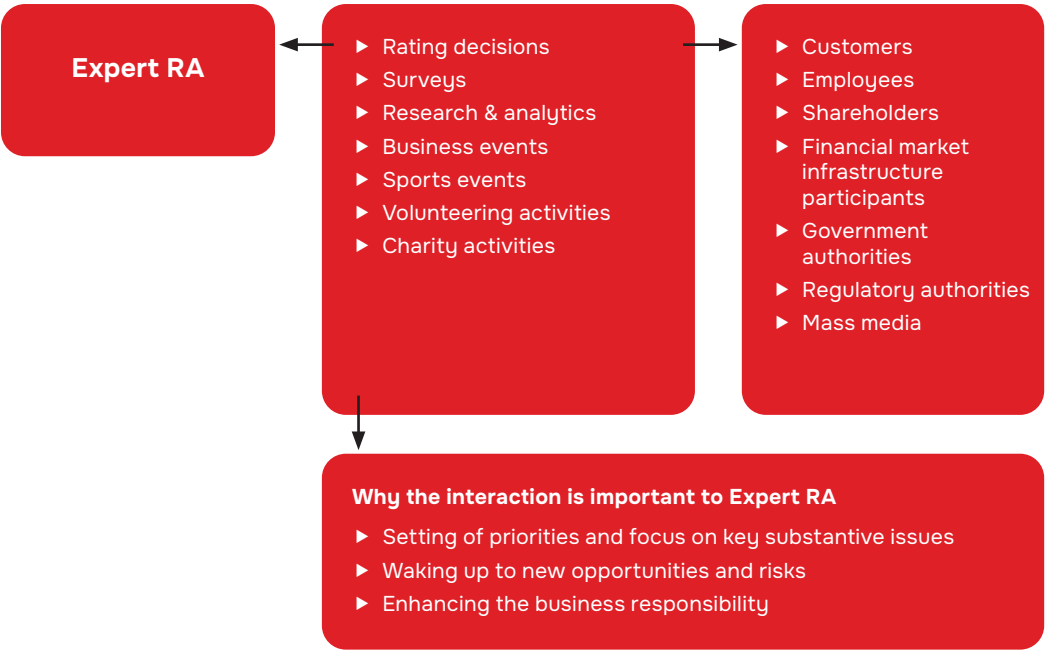 Expert RA
Rating decisions
Surveys
Research & analytics
Business events
Sports events
Volunteering activities
Charity activities
Customers
Employees
Shareholders
Financial market
infrastructure
participants
Government
authorities
Regulatory authorities
Mass media
Why the interaction is important to Expert RA
Setting of priorities and focus on key substantive issues
Waking up to new opportunities and risks
Enhancing the business responsibility